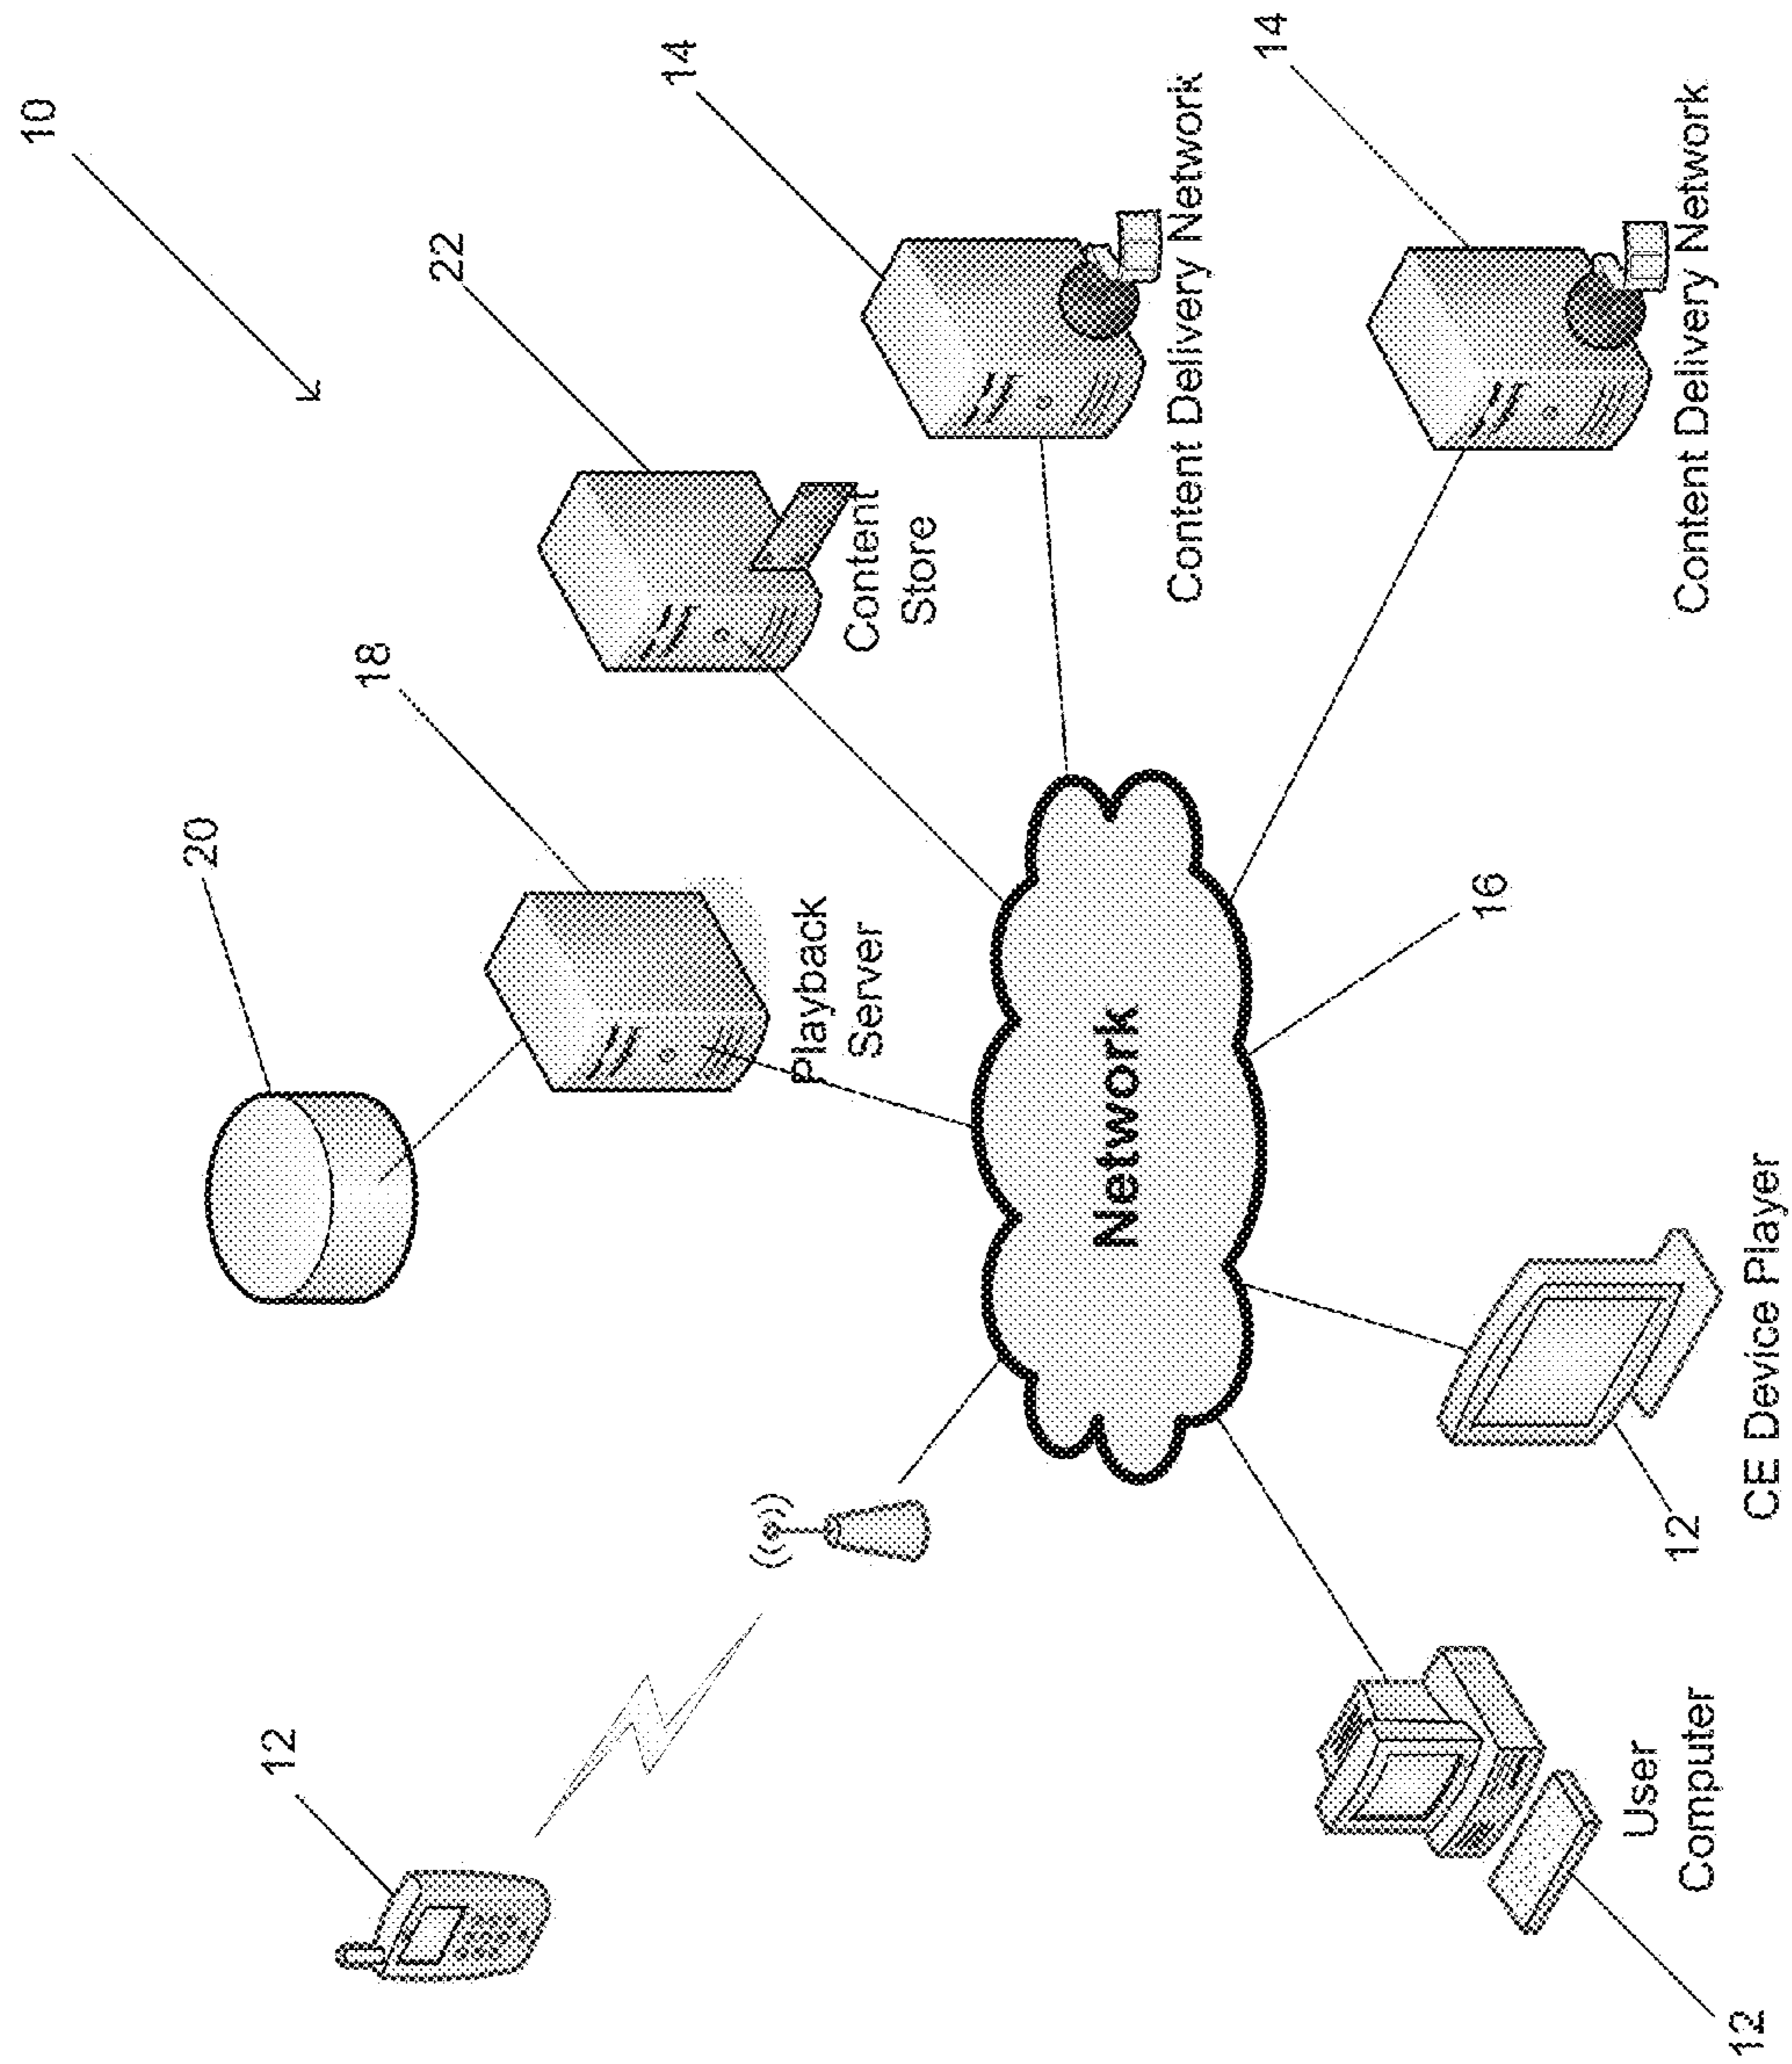 10
12
20
18
22
14
Playback
Server
Content
Store
Content Delivery Network
Network
16
14
Content Delivery Network
User
Computer
12
12
CE Device Player